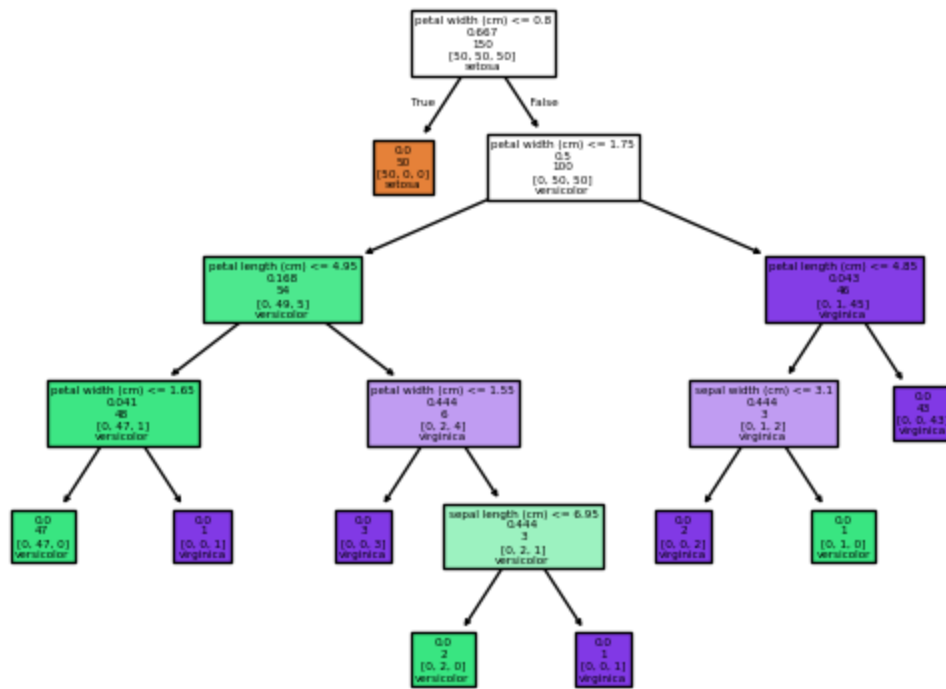 petal width (cm) <= 0.8
0.667
150
[50, 50, 50]
setosa
True
False
0.0
50
[50, 0, 0]
setosa
petal width (cm) <= 1.75
0.5
100
[0, 50, 50]
versicolor
petal length (cm) <= 4.95
0.168
54
[0, 49, 5]
versicolor
petal length (cm) <= 4.85
0.043
46
[0, 1, 45]
virginica
petal width (cm) <= 1.65
0.041
48
[0, 47, 1]
versicolor
petal width (cm) <= 1.55
0.444
6
[0, 2, 4]
virginica
sepal width (cm) <= 3.1
0.444
3
[0, 1, 2]
virginica
0.0
43
[0, 0, 43]
virginica
0.0
47
[0, 47, 0]
versicolor
0.0
1
[0, 0, 1]
virginica
0.0
3
[0, 0, 3]
virginica
sepal length (cm) <= 6.95
0.444
3
[0, 2, 1]
versicolor
0.0
2
[0, 0, 2]
virginica
0.0
1
[0, 1, 0]
versicolor
0.0
2
[0, 2, 0]
versicolor
0.0
1
[0, 0, 1]
virginica